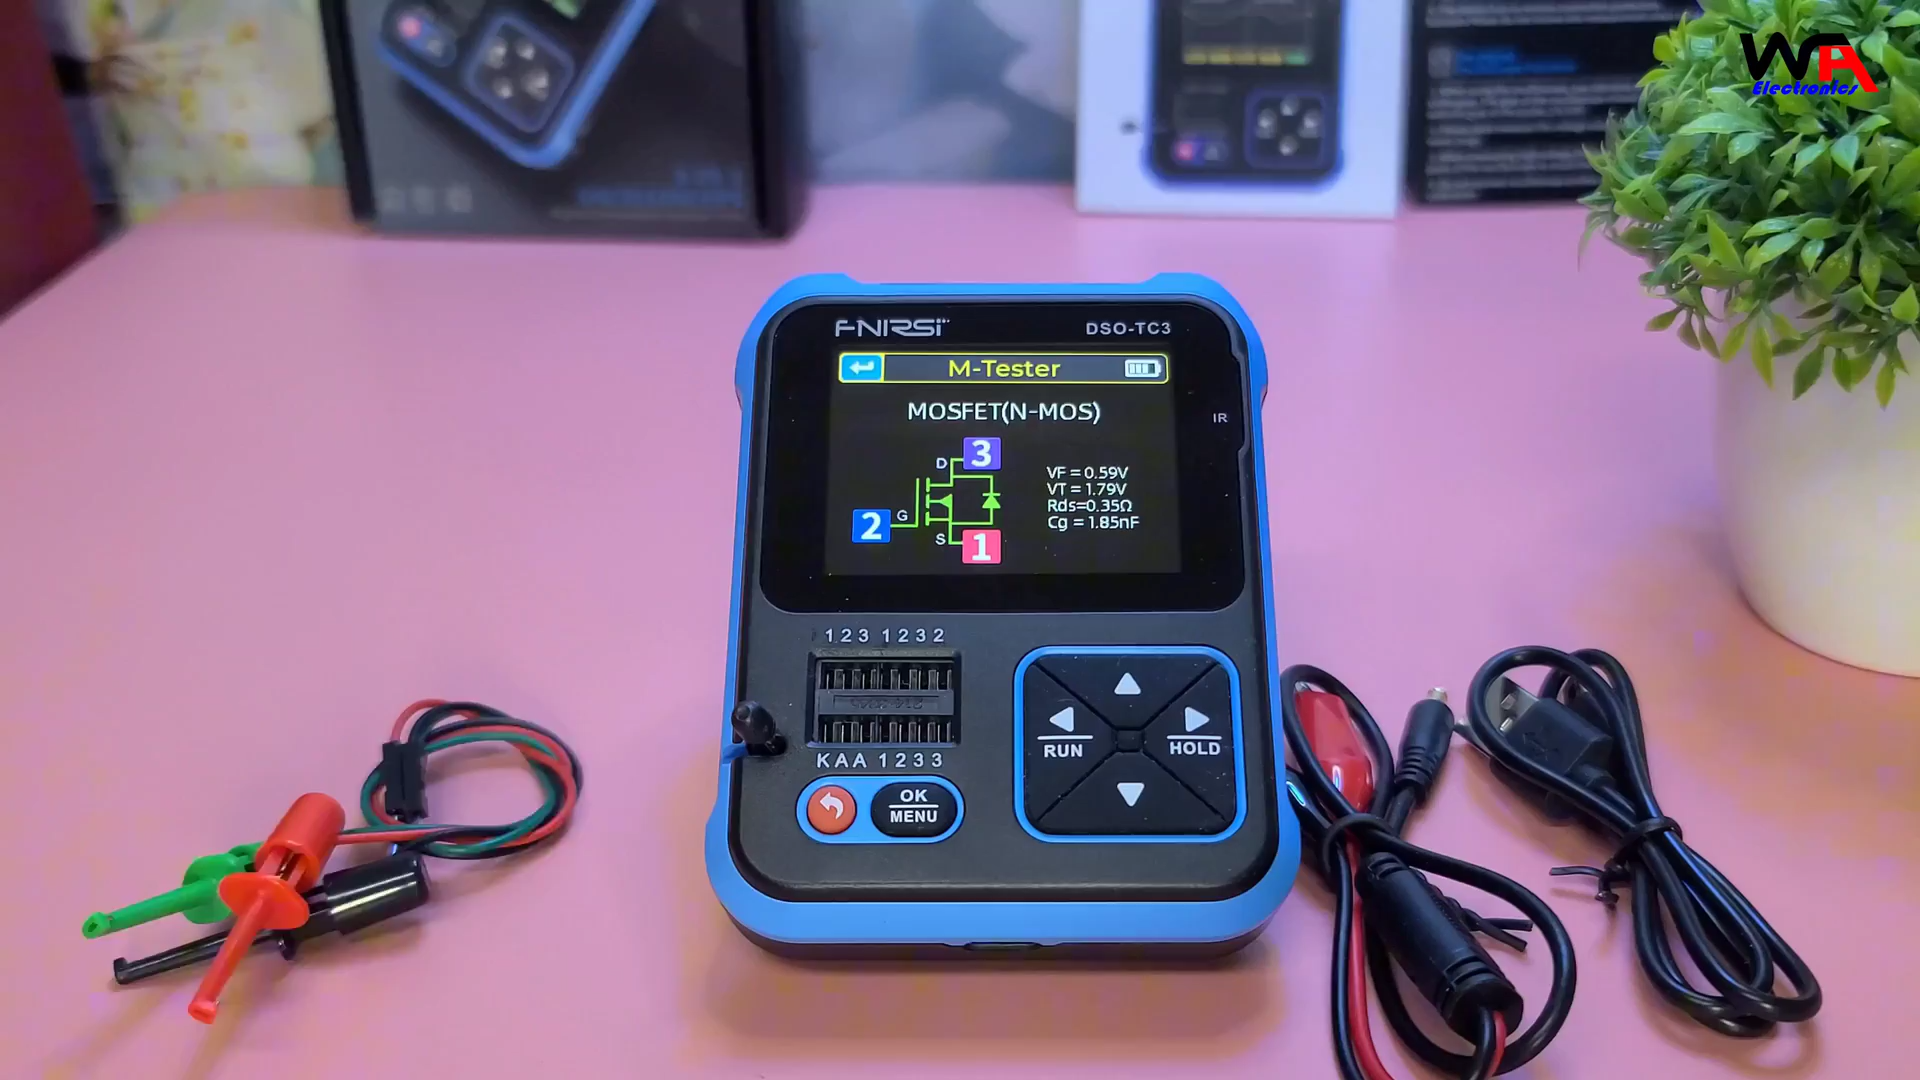 WA
Electronics
FNIRSI
DSO-TC3
M-Tester
MOSFET(N-MOS)
IR
D
3
G
2
S
1
VF = 0.59V
VT = 1.79V
Rds=0.35Ω
Cg = 1.85nF
1 2 3 1 2 3 2
K A A 1 2 3 3
OK
MENU
RUN
HOLD